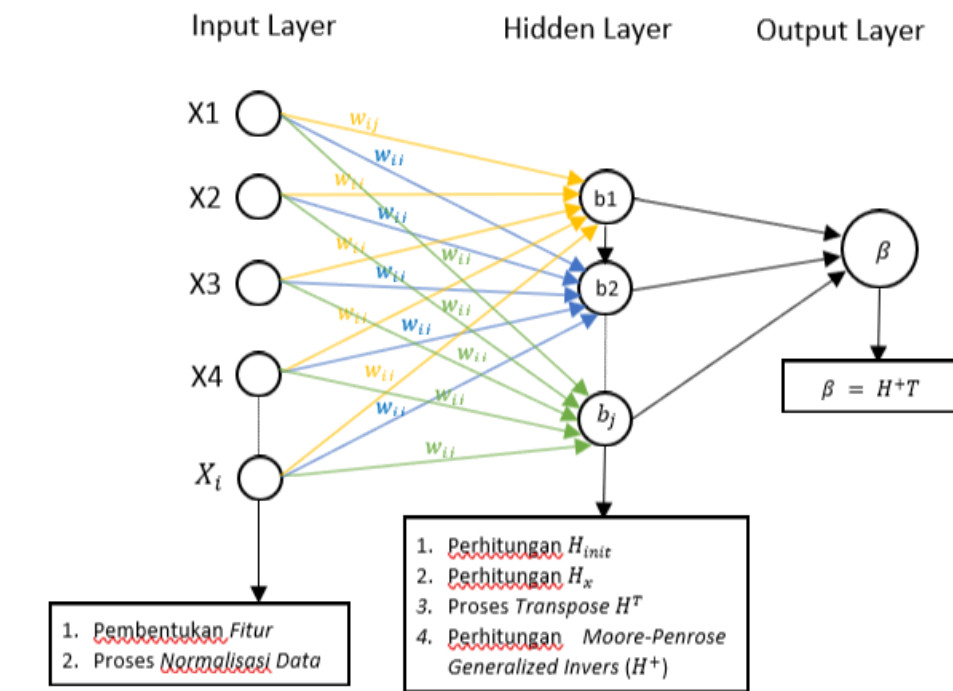 Input Layer
Hidden Layer
Output Layer
X1
X2
X3
X4
Xᵢ
wᵢⱼ
wᵢᵢ
wᵢᵢ
wᵢᵢ
wᵢᵢ
wᵢᵢ
wᵢᵢ
wᵢᵢ
wᵢᵢ
wᵢᵢ
wᵢᵢ
wᵢᵢ
wᵢᵢ
wᵢᵢ
wᵢᵢ
b1
b2
bⱼ
β
β = H⁺T
1. Pembentukan Fitur
2. Proses Normalisasi Data
1. Perhitungan H_init
2. Perhitungan Hₓ
3. Proses Transpose Hᵀ
4. Perhitungan Moore-Penrose
Generalized Invers (H⁺)